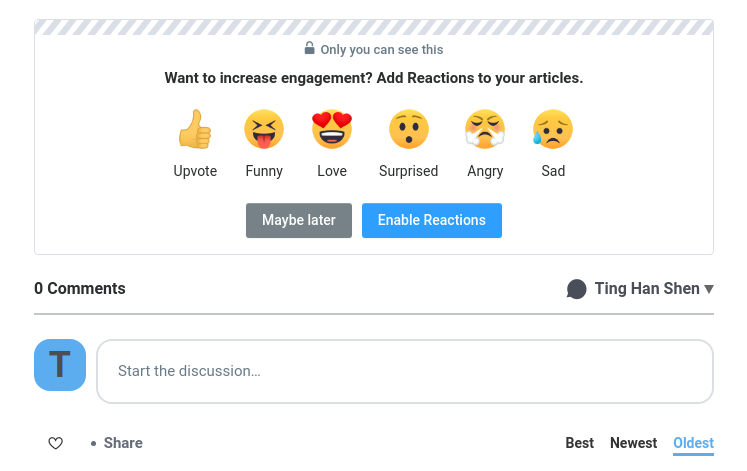 Only you can see this
Want to increase engagement? Add Reactions to your articles.
Upvote Funny Love Surprised Angry Sad
Maybe later Enable Reactions
0 Comments Ting Han Shen
T Start the discussion…
Share Best Newest Oldest